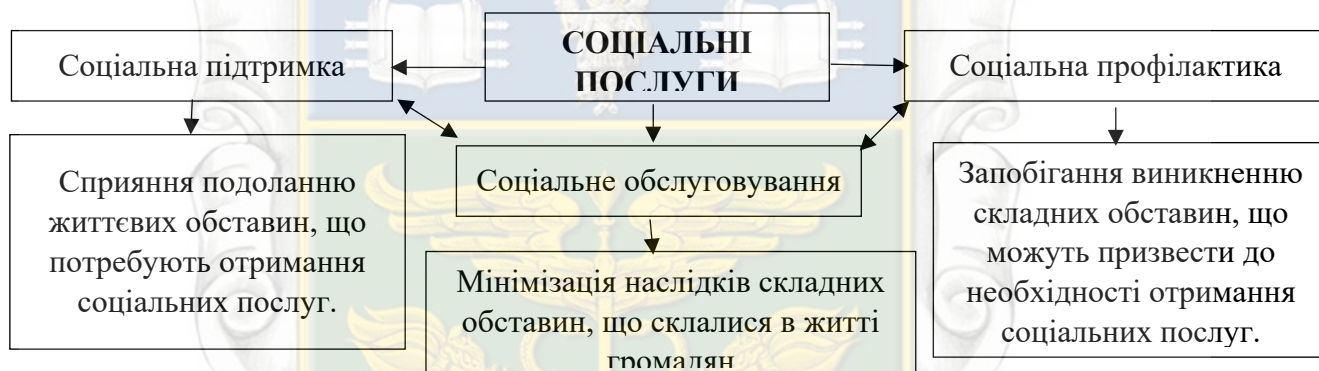 СОЦІАЛЬНІ
ПОСЛУГИ
Соціальна підтримка
Соціальна профілактика
Соціальне обслуговування
Сприяння подоланню
життєвих обставин, що
потребують отримання
соціальних послуг.
Мінімізація наслідків складних
обставин, що склалися в житті
громадян
Запобігання виникненню
складних обставин, що
можуть призвести до
необхідності отримання
соціальних послуг.